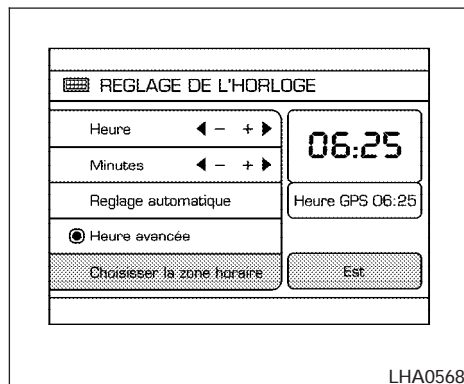 REGLAGE DE L'HORLOGE
Heure - +
06:25
Minutes - +
Reglage automatique
Heure GPS 06:25
Heure avancée
Choisisser la zone horaire
Est
LHA0568